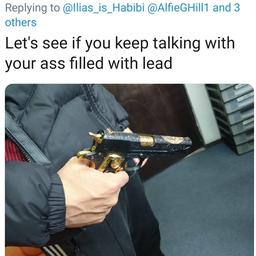 Replying to @Ilias_is_Habibi @AlfieGHill1 and 3
others
Let's see if you keep talking with
your ass filled with lead